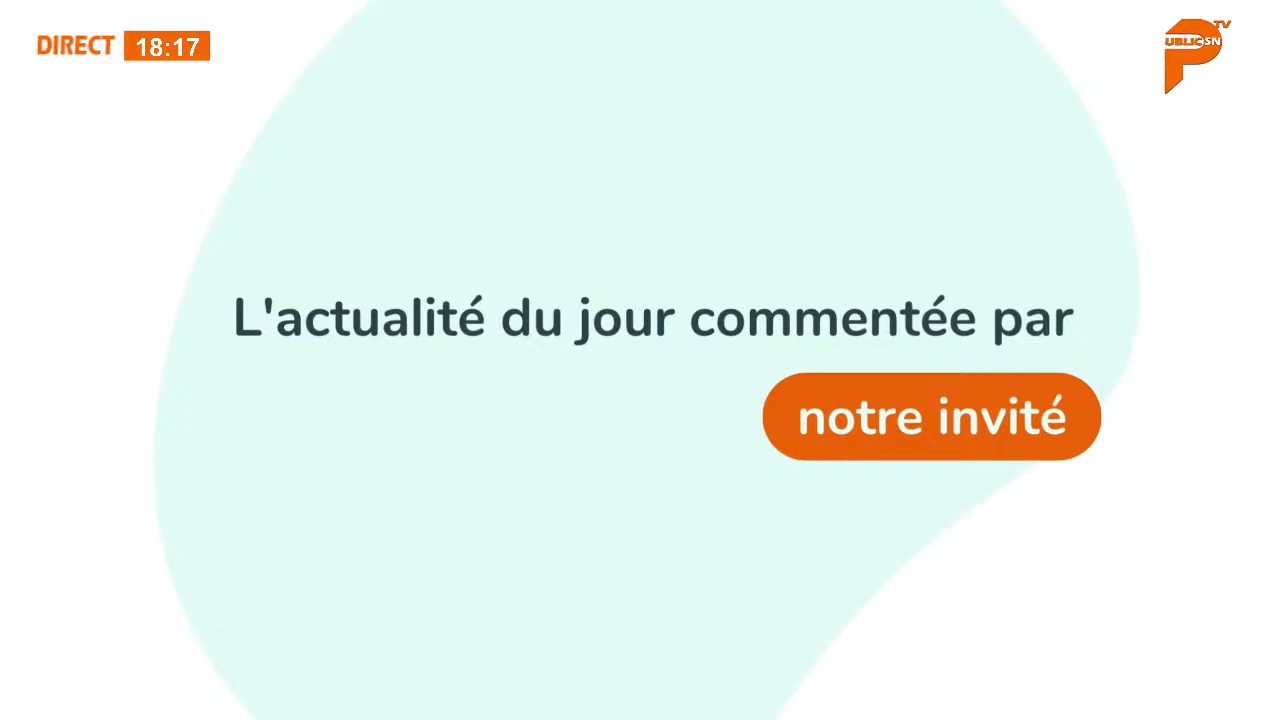 DIRECT 18:17
TV
PUBLICSN
L'actualité du jour commentée par
notre invité